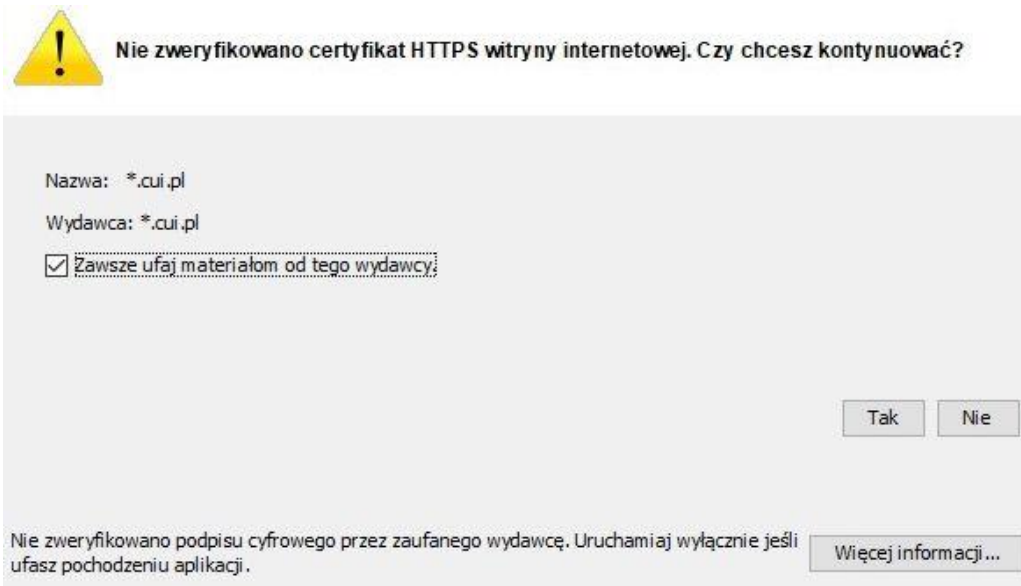 Nie zweryfikowano certyfikat HTTPS witryny internetowej. Czy chcesz kontynuować?
Nazwa: *.cui.pl
Wydawca: *.cui.pl
Zawsze ufaj materiałom od tego wydawcy.
Tak Nie
Nie zweryfikowano podpisu cyfrowego przez zaufanego wydawcę. Uruchamiaj wyłącznie jeśli
ufasz pochodzeniu aplikacji.
Więcej informacji...